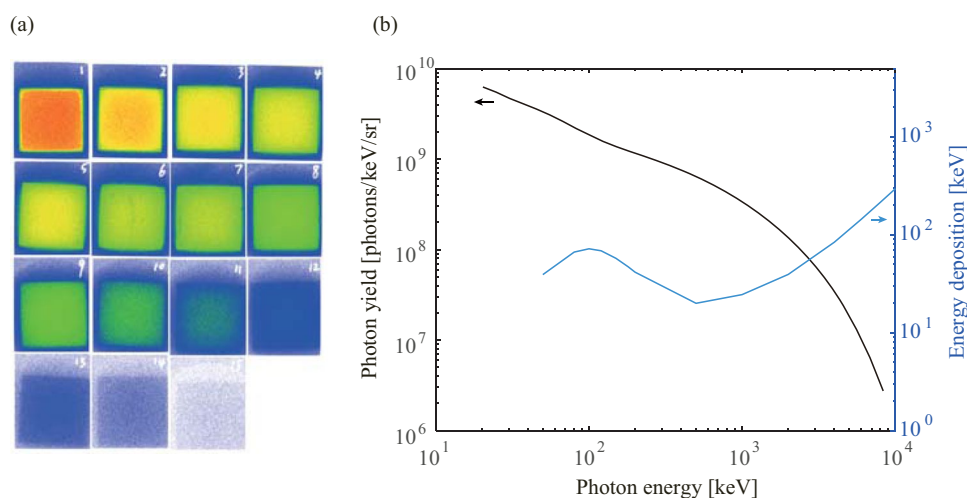 (a)
(b)
1 2 3 4
5 6 7 8
9 10 11 12
13 14 15
Photon yield [photons/keV/sr]
10^10
10^9
10^8
10^7
10^6
10^1 10^2 10^3 10^4
Photon energy [keV]
10^3
10^2
10^1
10^0
Energy deposition [keV]